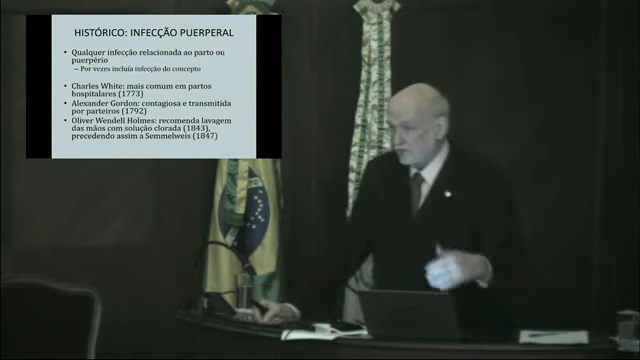 HISTÓRICO: INFECÇÃO PUERPERAL
• Qualquer infecção relacionada ao parto ou
puerpério
– Por vezes incluía infecção do concepto
• Charles White: mais comum em partos
hospitalares (1773)
• Alexander Gordon: contagiosa e transmitida
por parteiros (1792)
• Oliver Wendell Holmes: recomenda lavagem
das mãos com solução clorada (1843),
precedendo assim a Semmelweis (1847)